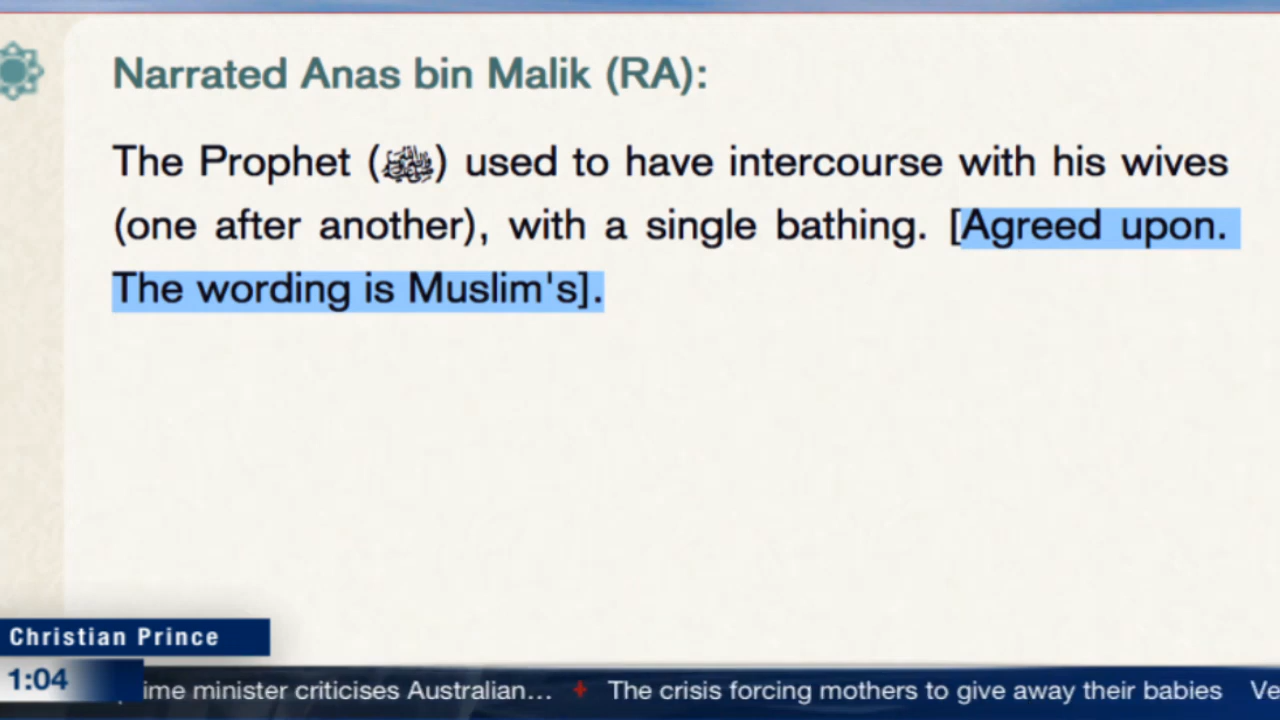 Narrated Anas bin Malik (RA):
The Prophet (ﷺ) used to have intercourse with his wives
(one after another), with a single bathing. [Agreed upon.
The wording is Muslim's].
Christian Prince
1:04
ime minister criticises Australian... The crisis forcing mothers to give away their babies Ve